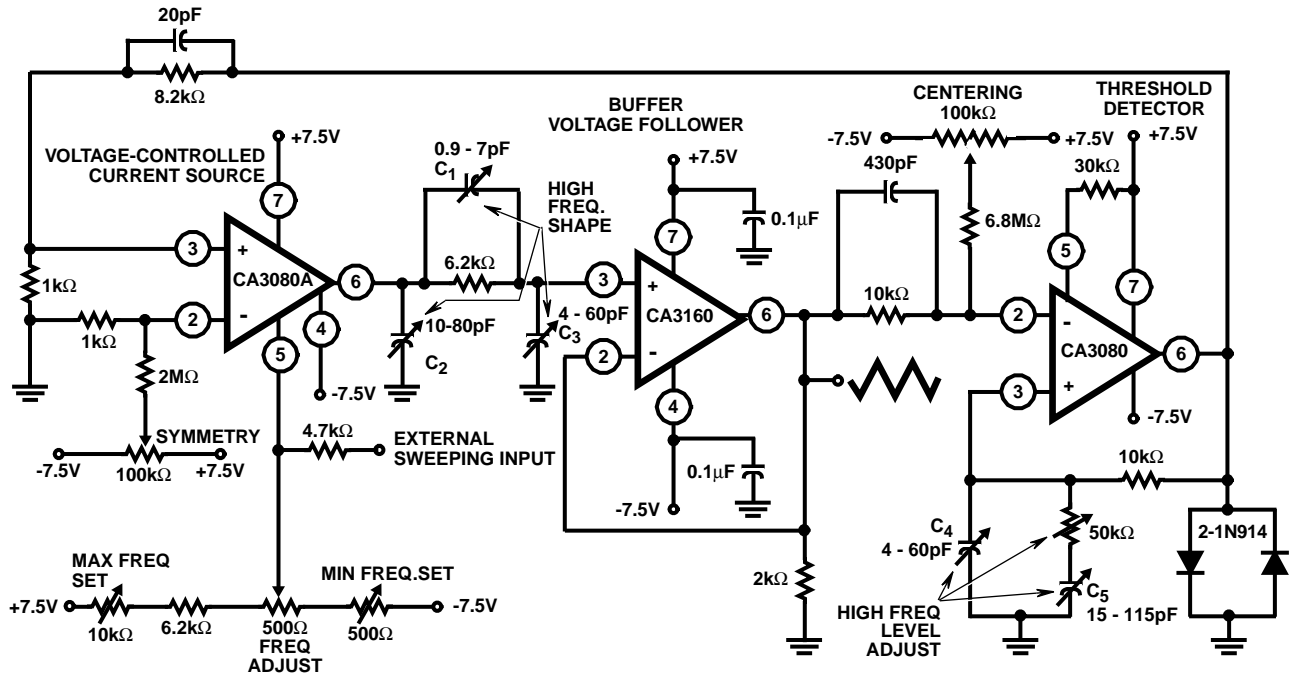 20pF
8.2kΩ
+7.5V
VOLTAGE-CONTROLLED
CURRENT SOURCE
7
3
+
CA3080A
6
1kΩ
-
2
1kΩ
4
5
2MΩ
-7.5V
SYMMETRY
-7.5V
+7.5V
100kΩ
4.7kΩ
EXTERNAL
SWEEPING INPUT
MAX FREQ
SET
MIN FREQ.SET
+7.5V
-7.5V
10kΩ
6.2kΩ
500Ω
500Ω
FREQ
ADJUST
0.9 - 7pF
C1
HIGH
FREQ.
SHAPE
6.2kΩ
10-80pF
C2
4 - 60pF
C3
BUFFER
VOLTAGE FOLLOWER
+7.5V
0.1μF
7
3
+
CA3160
6
2
-
4
0.1μF
-7.5V
2kΩ
CENTERING
100kΩ
-7.5V
+7.5V
430pF
6.8MΩ
10kΩ
THRESHOLD
DETECTOR
+7.5V
30kΩ
5
7
2
-
CA3080
6
3
+
-7.5V
10kΩ
C4
4 - 60pF
50kΩ
C5
15 - 115pF
HIGH FREQ
LEVEL
ADJUST
2-1N914